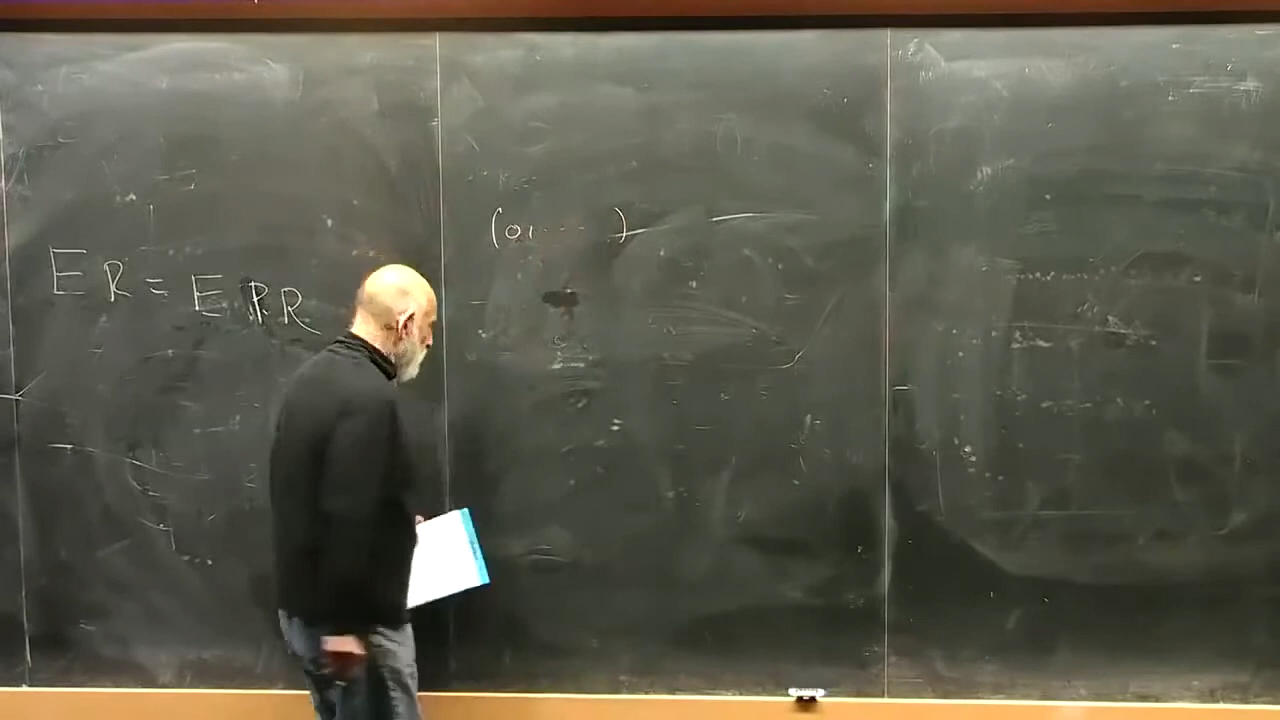 ER = EPR
(01.... )